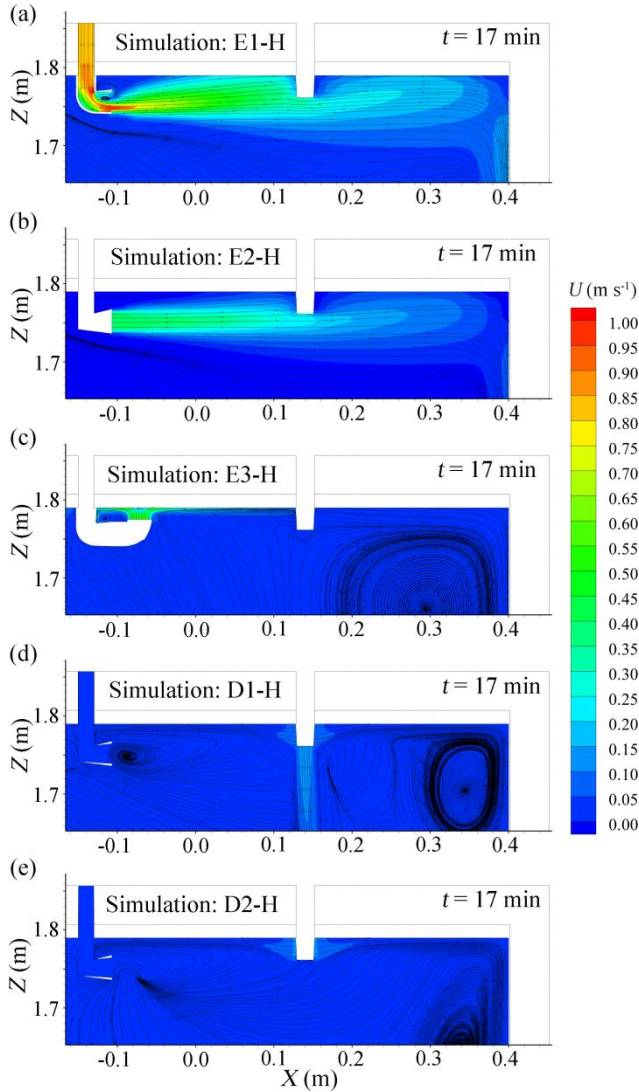 (a)
Simulation: E1-H
t = 17 min
1.8
Z (m)
1.7
-0.1 0.0 0.1 0.2 0.3 0.4
(b)
Simulation: E2-H
t = 17 min
1.8
Z (m)
1.7
-0.1 0.0 0.1 0.2 0.3 0.4
(c)
Simulation: E3-H
t = 17 min
1.8
Z (m)
1.7
-0.1 0.0 0.1 0.2 0.3 0.4
(d)
Simulation: D1-H
t = 17 min
1.8
Z (m)
1.7
-0.1 0.0 0.1 0.2 0.3 0.4
(e)
Simulation: D2-H
t = 17 min
1.8
Z (m)
1.7
-0.1 0.0 0.1 0.2 0.3 0.4
X (m)
U (m s⁻¹)
1.00
0.95
0.90
0.85
0.80
0.75
0.70
0.65
0.60
0.55
0.50
0.45
0.40
0.35
0.30
0.25
0.20
0.15
0.10
0.05
0.00